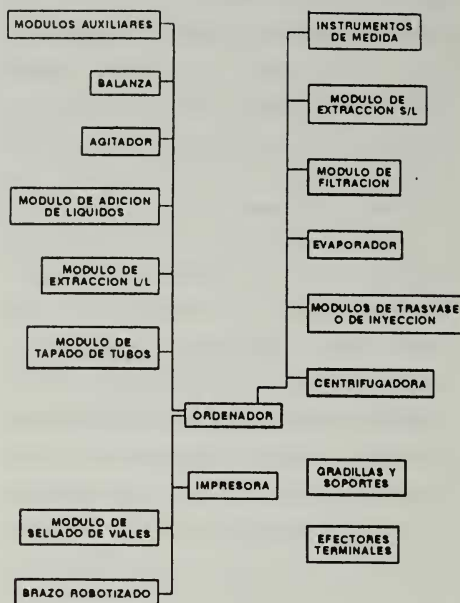 MODULOS AUXILIARES
BALANZA
AGITADOR
MODULO DE ADICION
DE LIQUIDOS
MODULO DE
EXTRACCION L/L
MODULO DE
TAPADO DE TUBOS
ORDENADOR
IMPRESORA
MODULO DE
SELLADO DE VIALES
BRAZO ROBOTIZADO
INSTRUMENTOS
DE MEDIDA
MODULO DE
EXTRACCION S/L
MODULO DE
FILTRACION
EVAPORADOR
MODULOS DE TRASVASE
O DE INYECCION
CENTRIFUGADORA
GRADILLAS Y
SOPORTES
EFECTORES
TERMINALES